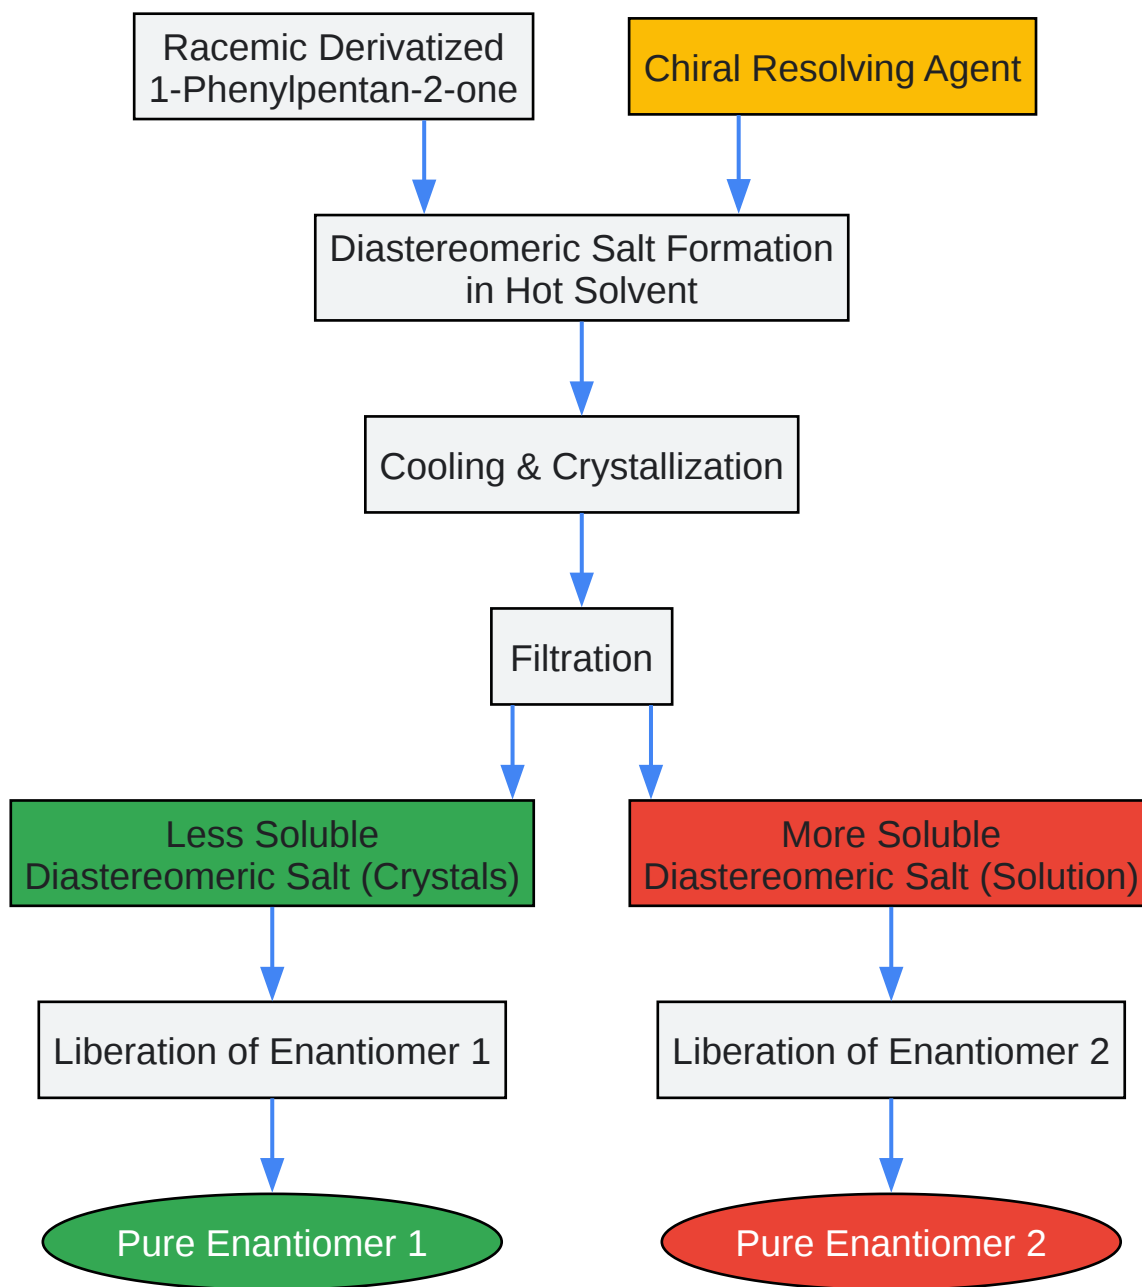 Racemic Derivatized
1-Phenylpentan-2-one
Chiral Resolving Agent
Diastereomeric Salt Formation
in Hot Solvent
Cooling & Crystallization
Filtration
Less Soluble
Diastereomeric Salt (Crystals)
More Soluble
Diastereomeric Salt (Solution)
Liberation of Enantiomer 1
Liberation of Enantiomer 2
Pure Enantiomer 1
Pure Enantiomer 2